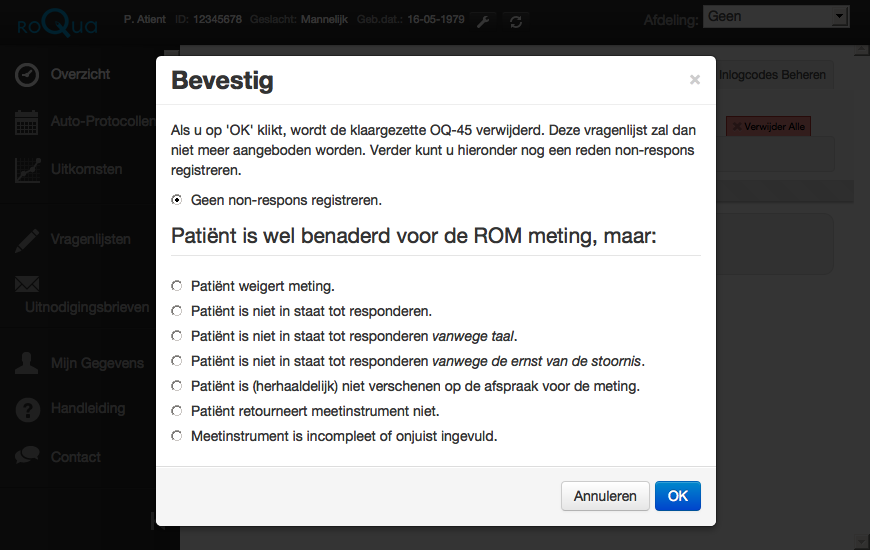 roQua
P. Atient ID: 12345678 Geslacht: Mannelijk Geb.dat.: 16-05-1979
Afdeling: Geen
Overzicht
Auto-Protocollen
Uitkomsten
Vragenlijsten
Uitnodigingsbrieven
Mijn Gegevens
Handleiding
Contact
Inlogcodes Beheren
Verwijder Alle
Bevestig
×
Als u op 'OK' klikt, wordt de klaargezette OQ-45 verwijderd. Deze vragenlijst zal dan
niet meer aangeboden worden. Verder kunt u hieronder nog een reden non-respons
registreren.
Geen non-respons registreren.
Patiënt is wel benaderd voor de ROM meting, maar:
Patiënt weigert meting.
Patiënt is niet in staat tot responderen.
Patiënt is niet in staat tot responderen vanwege taal.
Patiënt is niet in staat tot responderen vanwege de ernst van de stoornis.
Patiënt is (herhaaldelijk) niet verschenen op de afspraak voor de meting.
Patiënt retourneert meetinstrument niet.
Meetinstrument is incompleet of onjuist ingevuld.
Annuleren
OK